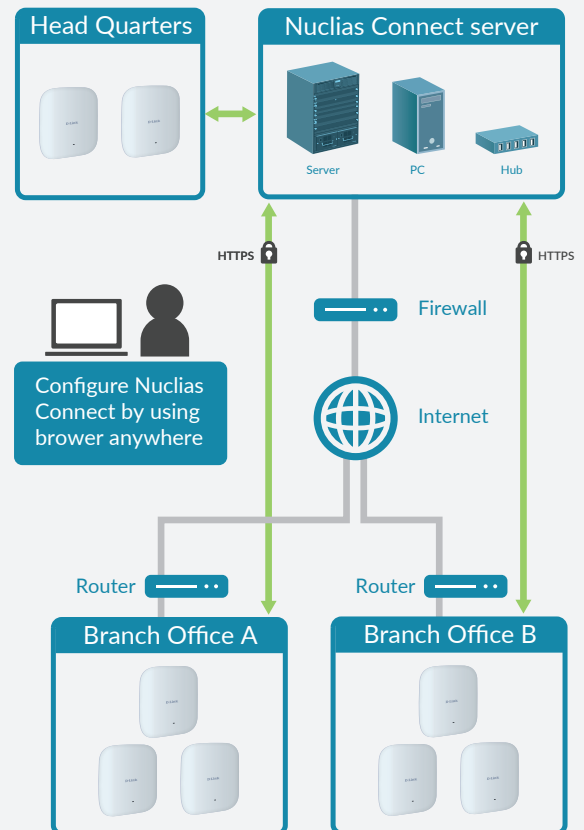 Head Quarters
Nuclias Connect server
Server
PC
Hub
HTTPS
HTTPS
Firewall
Configure Nuclias
Connect by using
brower anywhere
Internet
Router
Router
Branch Office A
Branch Office B